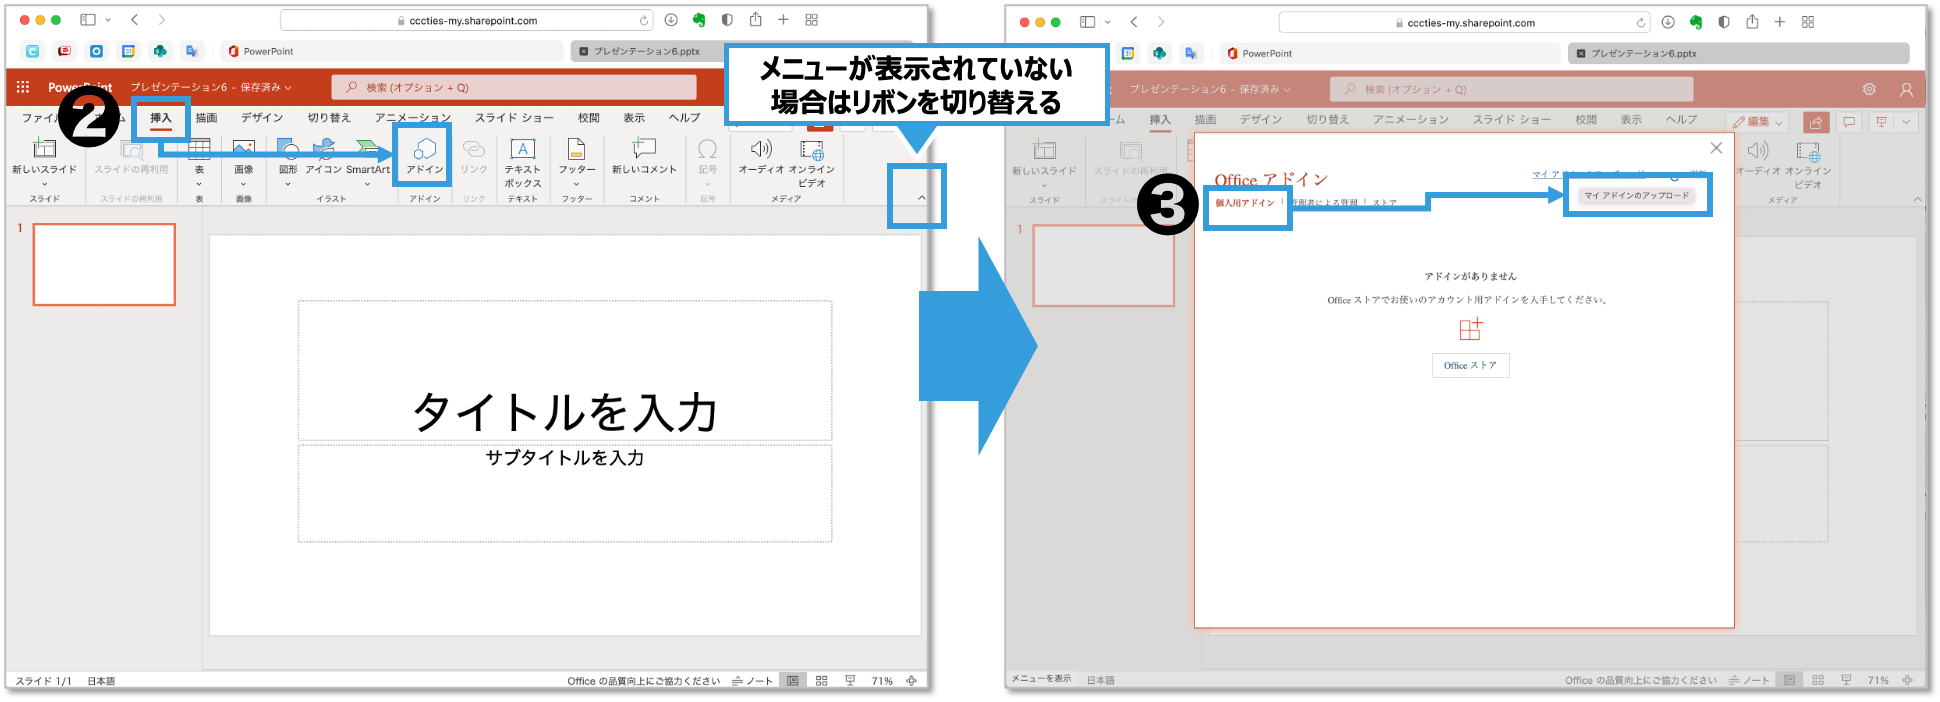 cccties-my.sharepoint.com
PowerPoint
プレゼンテーション6.pptx
メニューが表示されていない
場合はリボンを切り替える
PowerPoint
プレゼンテーション6 - 保存済み
検索 (オプション + Q)
❷
挿入
描画
デザイン
切り替え
アニメーション
スライド ショー
校閲
表示
ヘルプ
新しいスライド
スライドの再利用
表
画像
図形
アイコン
SmartArt
アドイン
リンク
テキスト
ボックス
フッター
新しいコメント
記号
オーディオ
オンライン
ビデオ
スライド
スライドの再利用
表
画像
イラスト
アドイン
リンク
テキスト
フッター
コメント
記号
メディア
1
タイトルを入力
サブタイトルを入力
スライド 1/1
日本語
Office の品質向上にご協力ください
ノート
71%
cccties-my.sharepoint.com
PowerPoint
プレゼンテーション6.pptx
プレゼンテーション6 - 保存済み
検索 (オプション + Q)
挿入
描画
デザイン
切り替え
アニメーション
スライド ショー
校閲
表示
ヘルプ
編集
新しいスライド
オーディオ
オンライン
ビデオ
スライド
メディア
1
❸
Office アドイン
個人用アドイン
管理者による管理
ストア
マイ アドインのアップロード
アドインがありません
Office ストアでお使いのアカウント用アドインを入手してください。
Office ストア
メニューを表示
日本語
Office の品質向上にご協力ください
ノート
71%